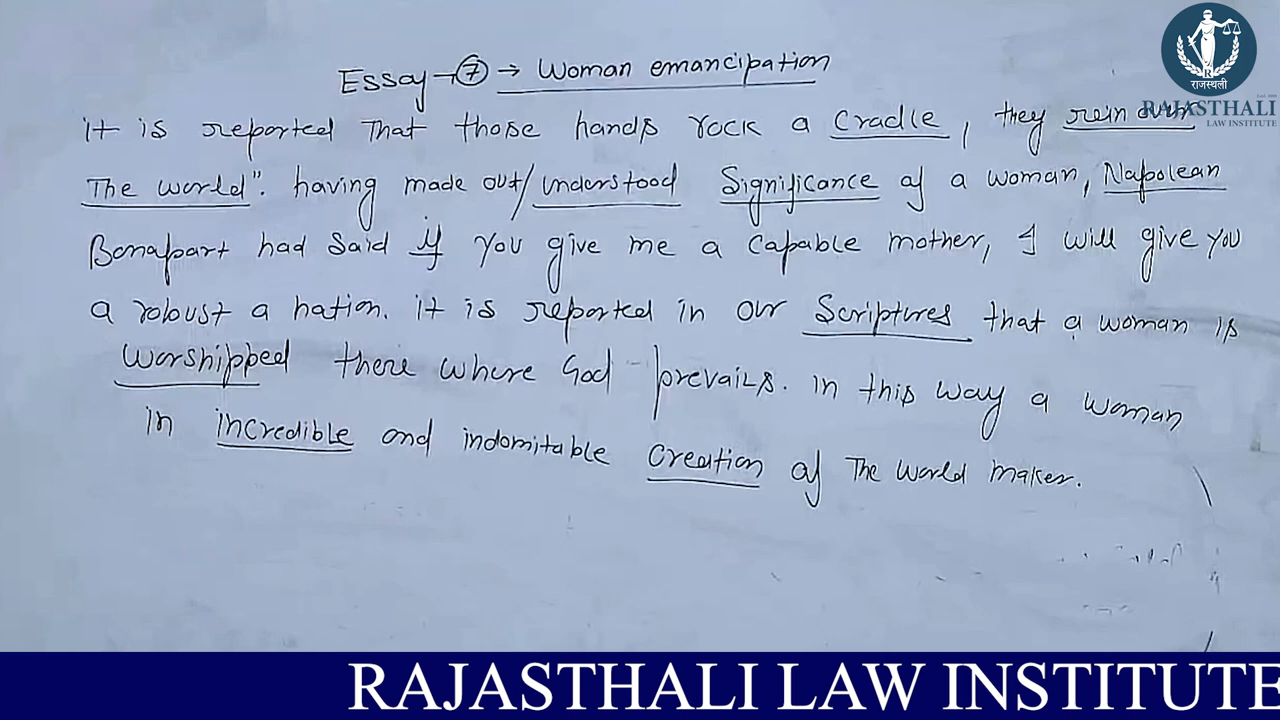 Essay-⑦ → Woman emancipation
it is reported That those hands rock a Cradle, they rein over
The world". having made out/understood Significance of a woman, Napolean
Bonapart had said if you give me a capable mother, I will give you
a robust a nation. it is reported in our Scriptures that a woman is
worshipped there where God prevails. in this way a woman
in incredible and indomitable Creation of The world maker.
राजस्थली
RAJASTHALI
LAW INSTITUTE
RAJASTHALI LAW INSTITUTE